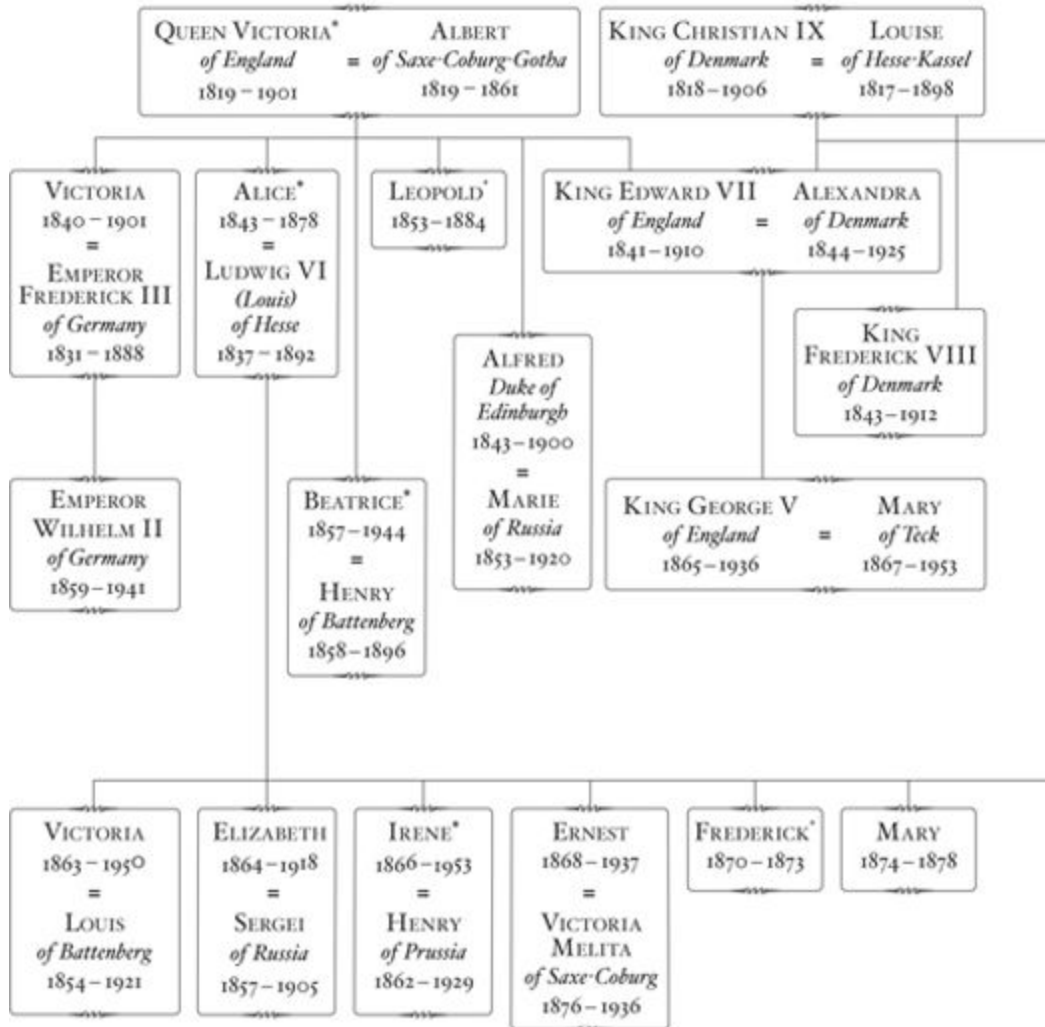 QUEEN VICTORIA*
of England
1819–1901
=
ALBERT
of Saxe-Coburg-Gotha
1819–1861
KING CHRISTIAN IX
of Denmark
1818–1906
=
LOUISE
of Hesse-Kassel
1817–1898
VICTORIA
1840–1901
=
EMPEROR
FREDERICK III
of Germany
1831–1888
ALICE*
1843–1878
=
LUDWIG VI
(Louis)
of Hesse
1837–1892
LEOPOLD*
1853–1884
KING EDWARD VII
of England
1841–1910
=
ALEXANDRA
of Denmark
1844–1925
KING
FREDERICK VIII
of Denmark
1843–1912
ALFRED
Duke of
Edinburgh
1843–1900
=
MARIE
of Russia
1853–1920
EMPEROR
WILHELM II
of Germany
1859–1941
BEATRICE*
1857–1944
=
HENRY
of Battenberg
1858–1896
KING GEORGE V
of England
1865–1936
=
MARY
of Teck
1867–1953
VICTORIA
1863–1950
=
LOUIS
of Battenberg
1854–1921
ELIZABETH
1864–1918
=
SERGEI
of Russia
1857–1905
IRENE*
1866–1953
=
HENRY
of Prussia
1862–1929
ERNEST
1868–1937
=
VICTORIA
MELITA
of Saxe-Coburg
1876–1936
FREDERICK*
1870–1873
MARY
1874–1878